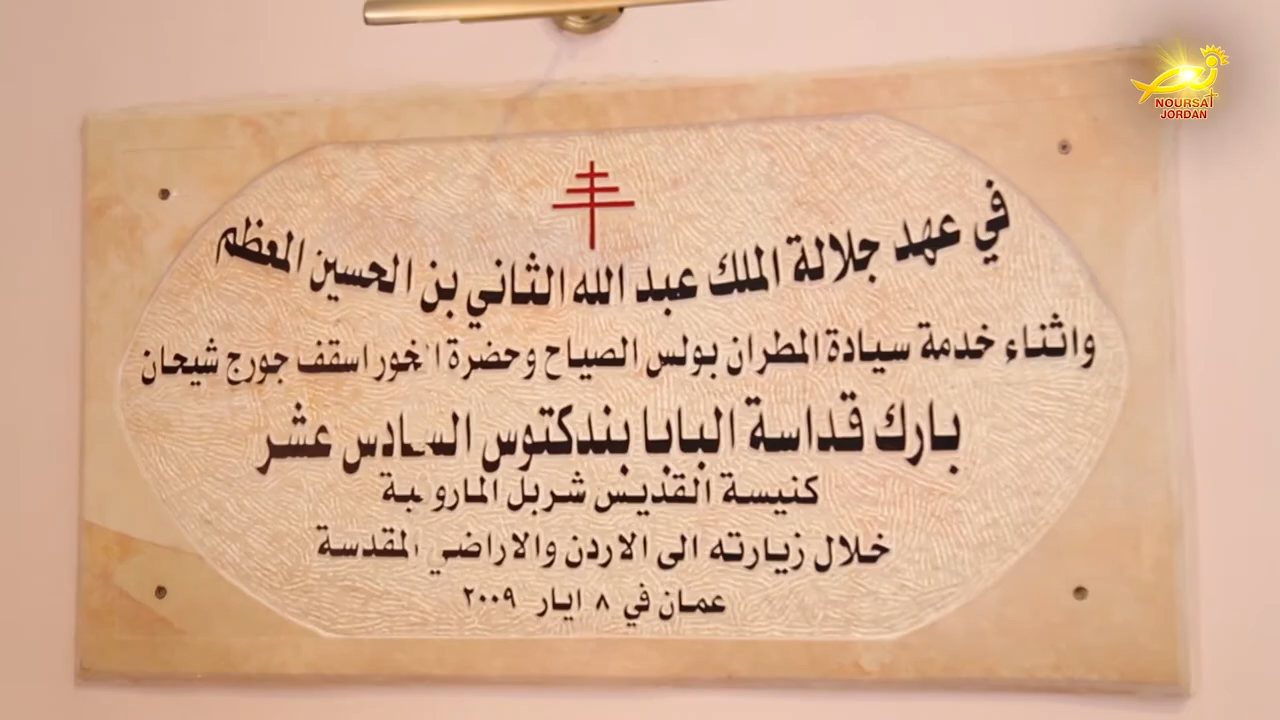 NOURSAT
JORDAN
في عهد جلالة الملك عبد الله الثاني بن الحسين المعظم
واثناء خدمة سيادة المطران بولس الصياح وحضرة الخور اسقف جورج شيحان
بارك قداسة البابا بندكتوس السادس عشر
كنيسة القديس شربل المارونية
خلال زيارته الى الاردن والاراضي المقدسة
عمان في ٨ ايار ٢٠٠٩